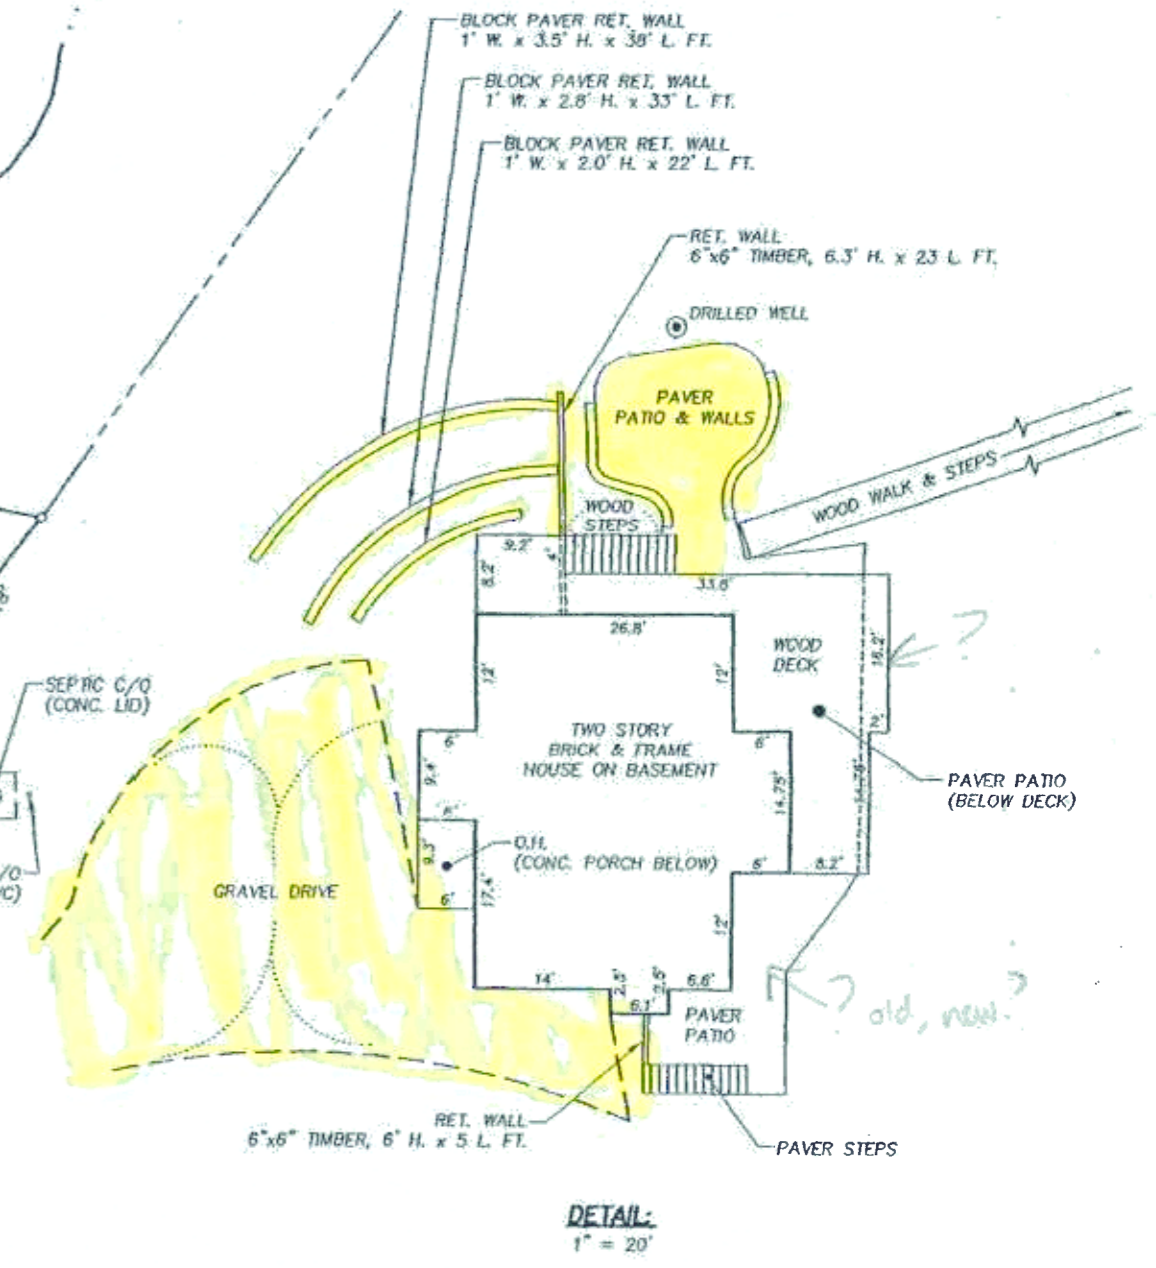 BLOCK PAVER RET. WALL
1' W. x 3.5' H. x 38' L. FT.
BLOCK PAVER RET. WALL
1' W. x 2.8' H. x 33' L. FT.
BLOCK PAVER RET. WALL
1' W. x 2.0' H. x 22' L. FT.
RET. WALL
6"x6" TIMBER, 6.3' H. x 23 L. FT.
DRILLED WELL
PAVER
PATIO & WALLS
WOOD WALK & STEPS
WOOD
STEPS
9.2'
4'
8.2'
33.8'
26.8'
WOOD
DECK
18.2'
?
SEPTIC C/O
(CONC. LID)
12'
12'
2'
TWO STORY
BRICK & FRAME
HOUSE ON BASEMENT
6'
6'
9.4'
14.75'
PAVER PATIO
(BELOW DECK)
O.H.
(CONC. PORCH BELOW)
9.3'
6'
8.2'
GRAVEL DRIVE
6'
17.4'
12'
14'
2.5'
2.5'
6.6'
6.1'
PAVER
PATIO
? old, new?
RET. WALL
6"x6" TIMBER, 6' H. x 5 L. FT.
PAVER STEPS
DETAIL:
1" = 20'